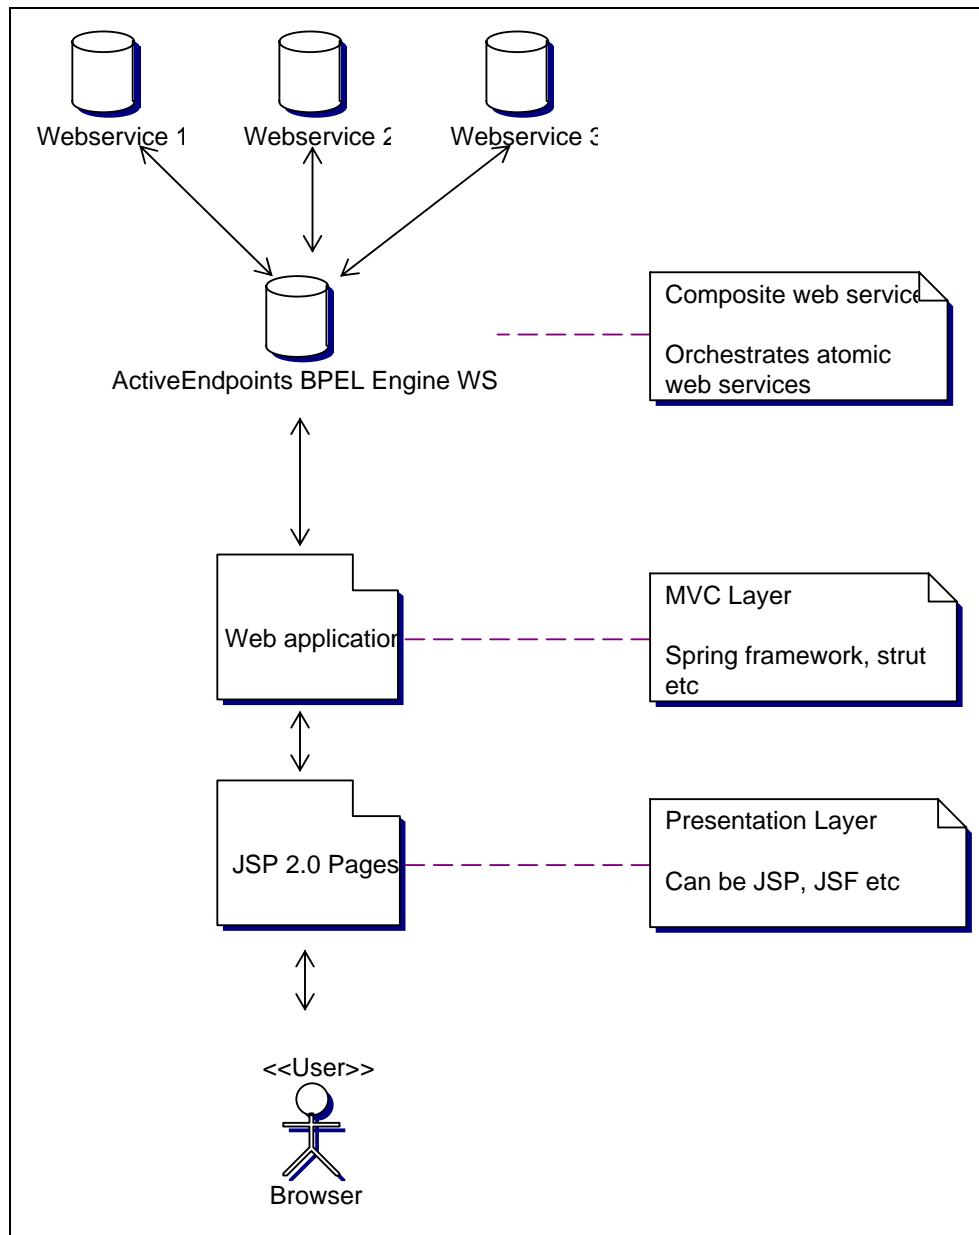 Webservice 1
Webservice 2
Webservice 3
Composite web service
Orchestrates atomic
web services
ActiveEndpoints BPEL Engine WS
MVC Layer
Web application
Spring framework, strut
etc
Presentation Layer
JSP 2.0 Pages
Can be JSP, JSF etc
<<User>>
Browser